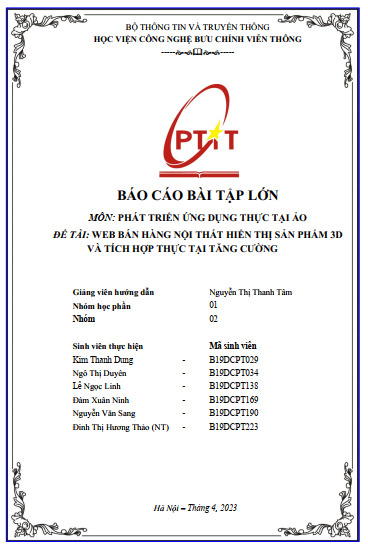 BỘ THÔNG TIN VÀ TRUYỀN THÔNG
HỌC VIỆN CÔNG NGHỆ BƯU CHÍNH VIỄN THÔNG
PTIT
BÁO CÁO BÀI TẬP LỚN
MÔN: PHÁT TRIỂN ỨNG DỤNG THỰC TẠI ẢO
ĐỀ TÀI: WEB BÁN HÀNG NỘI THẤT HIỂN THỊ SẢN PHẨM 3D
VÀ TÍCH HỢP THỰC TẠI TĂNG CƯỜNG
Giảng viên hướng dẫn Nguyễn Thị Thanh Tâm
Nhóm học phần 01
Nhóm 02
Sinh viên thực hiện Mã sinh viên
Kim Thanh Dung - B19DCPT029
Ngô Thị Duyên - B19DCPT034
Lê Ngọc Linh - B19DCPT138
Đàm Xuân Ninh - B19DCPT169
Nguyễn Văn Sang - B19DCPT190
Đinh Thị Hương Thảo (NT) - B19DCPT223
Hà Nội – Tháng 4, 2023